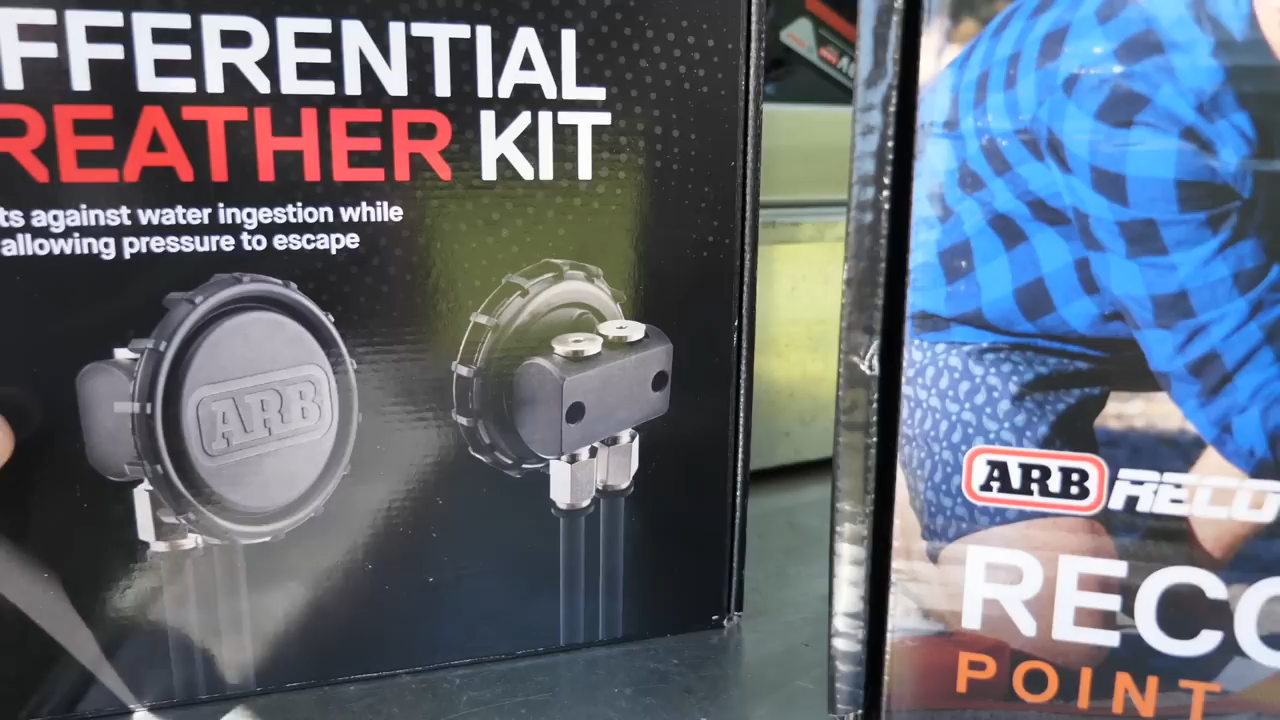 FFERENTIAL
REATHER KIT
ts against water ingestion while
allowing pressure to escape
ARB
ARB RECO
RECO
POINT